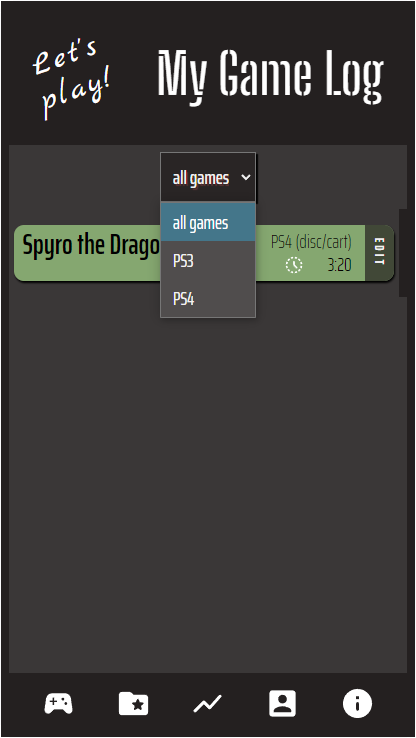 Let's
play!
My Game Log
all games
all games
PS3
PS4
Spyro the Drago
PS4 (disc/cart)
3:20
EDIT